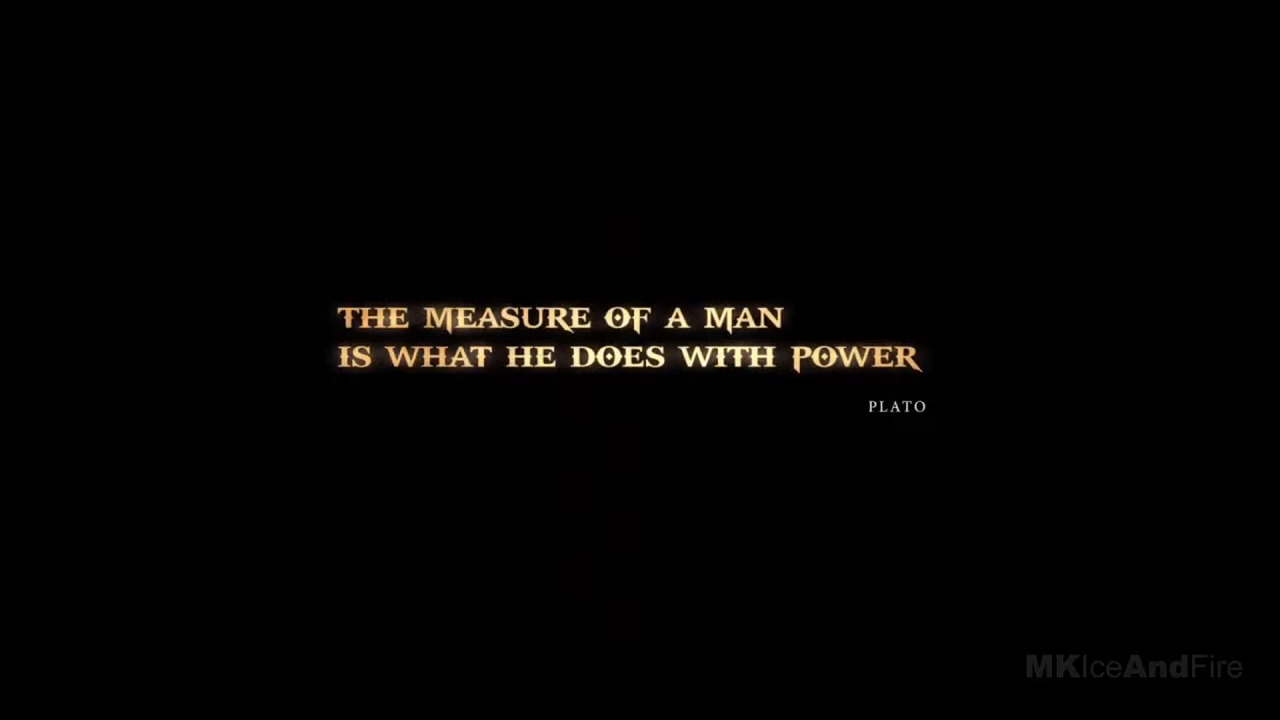 THE MEASURE OF A MAN
IS WHAT HE DOES WITH POWER
PLATO
MKIceAndFire